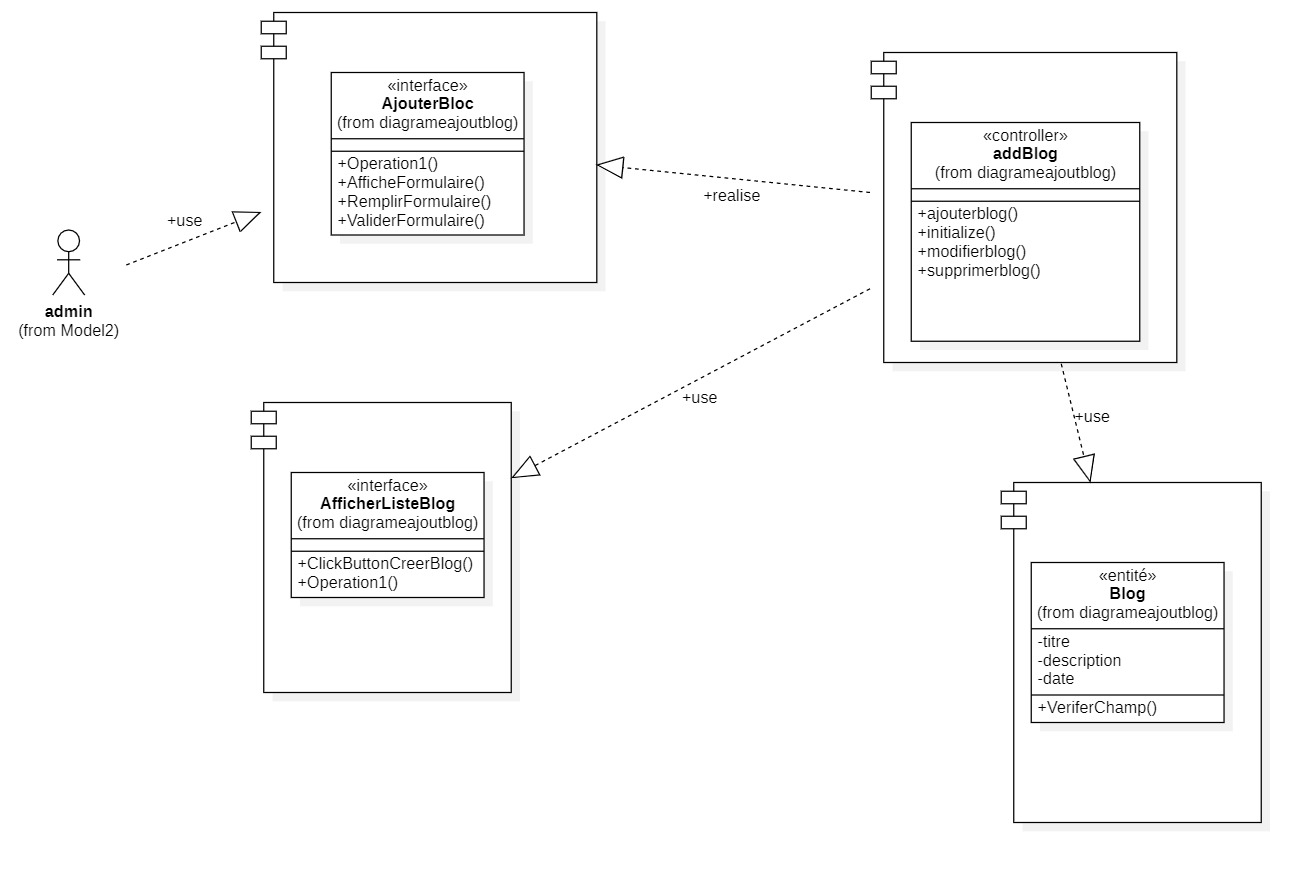 «interface»
AjouterBloc
(from diagrameajoutblog)
+Operation1()
+AfficheFormulaire()
+RemplirFormulaire()
+ValiderFormulaire()
«controller»
addBlog
(from diagrameajoutblog)
+ajouterblog()
+initialize()
+modifierblog()
+supprimerblog()
+realise
+use
admin
(from Model2)
+use
+use
«interface»
AfficherListeBlog
(from diagrameajoutblog)
+ClickButtonCreerBlog()
+Operation1()
«entité»
Blog
(from diagrameajoutblog)
-titre
-description
-date
+VeriferChamp()